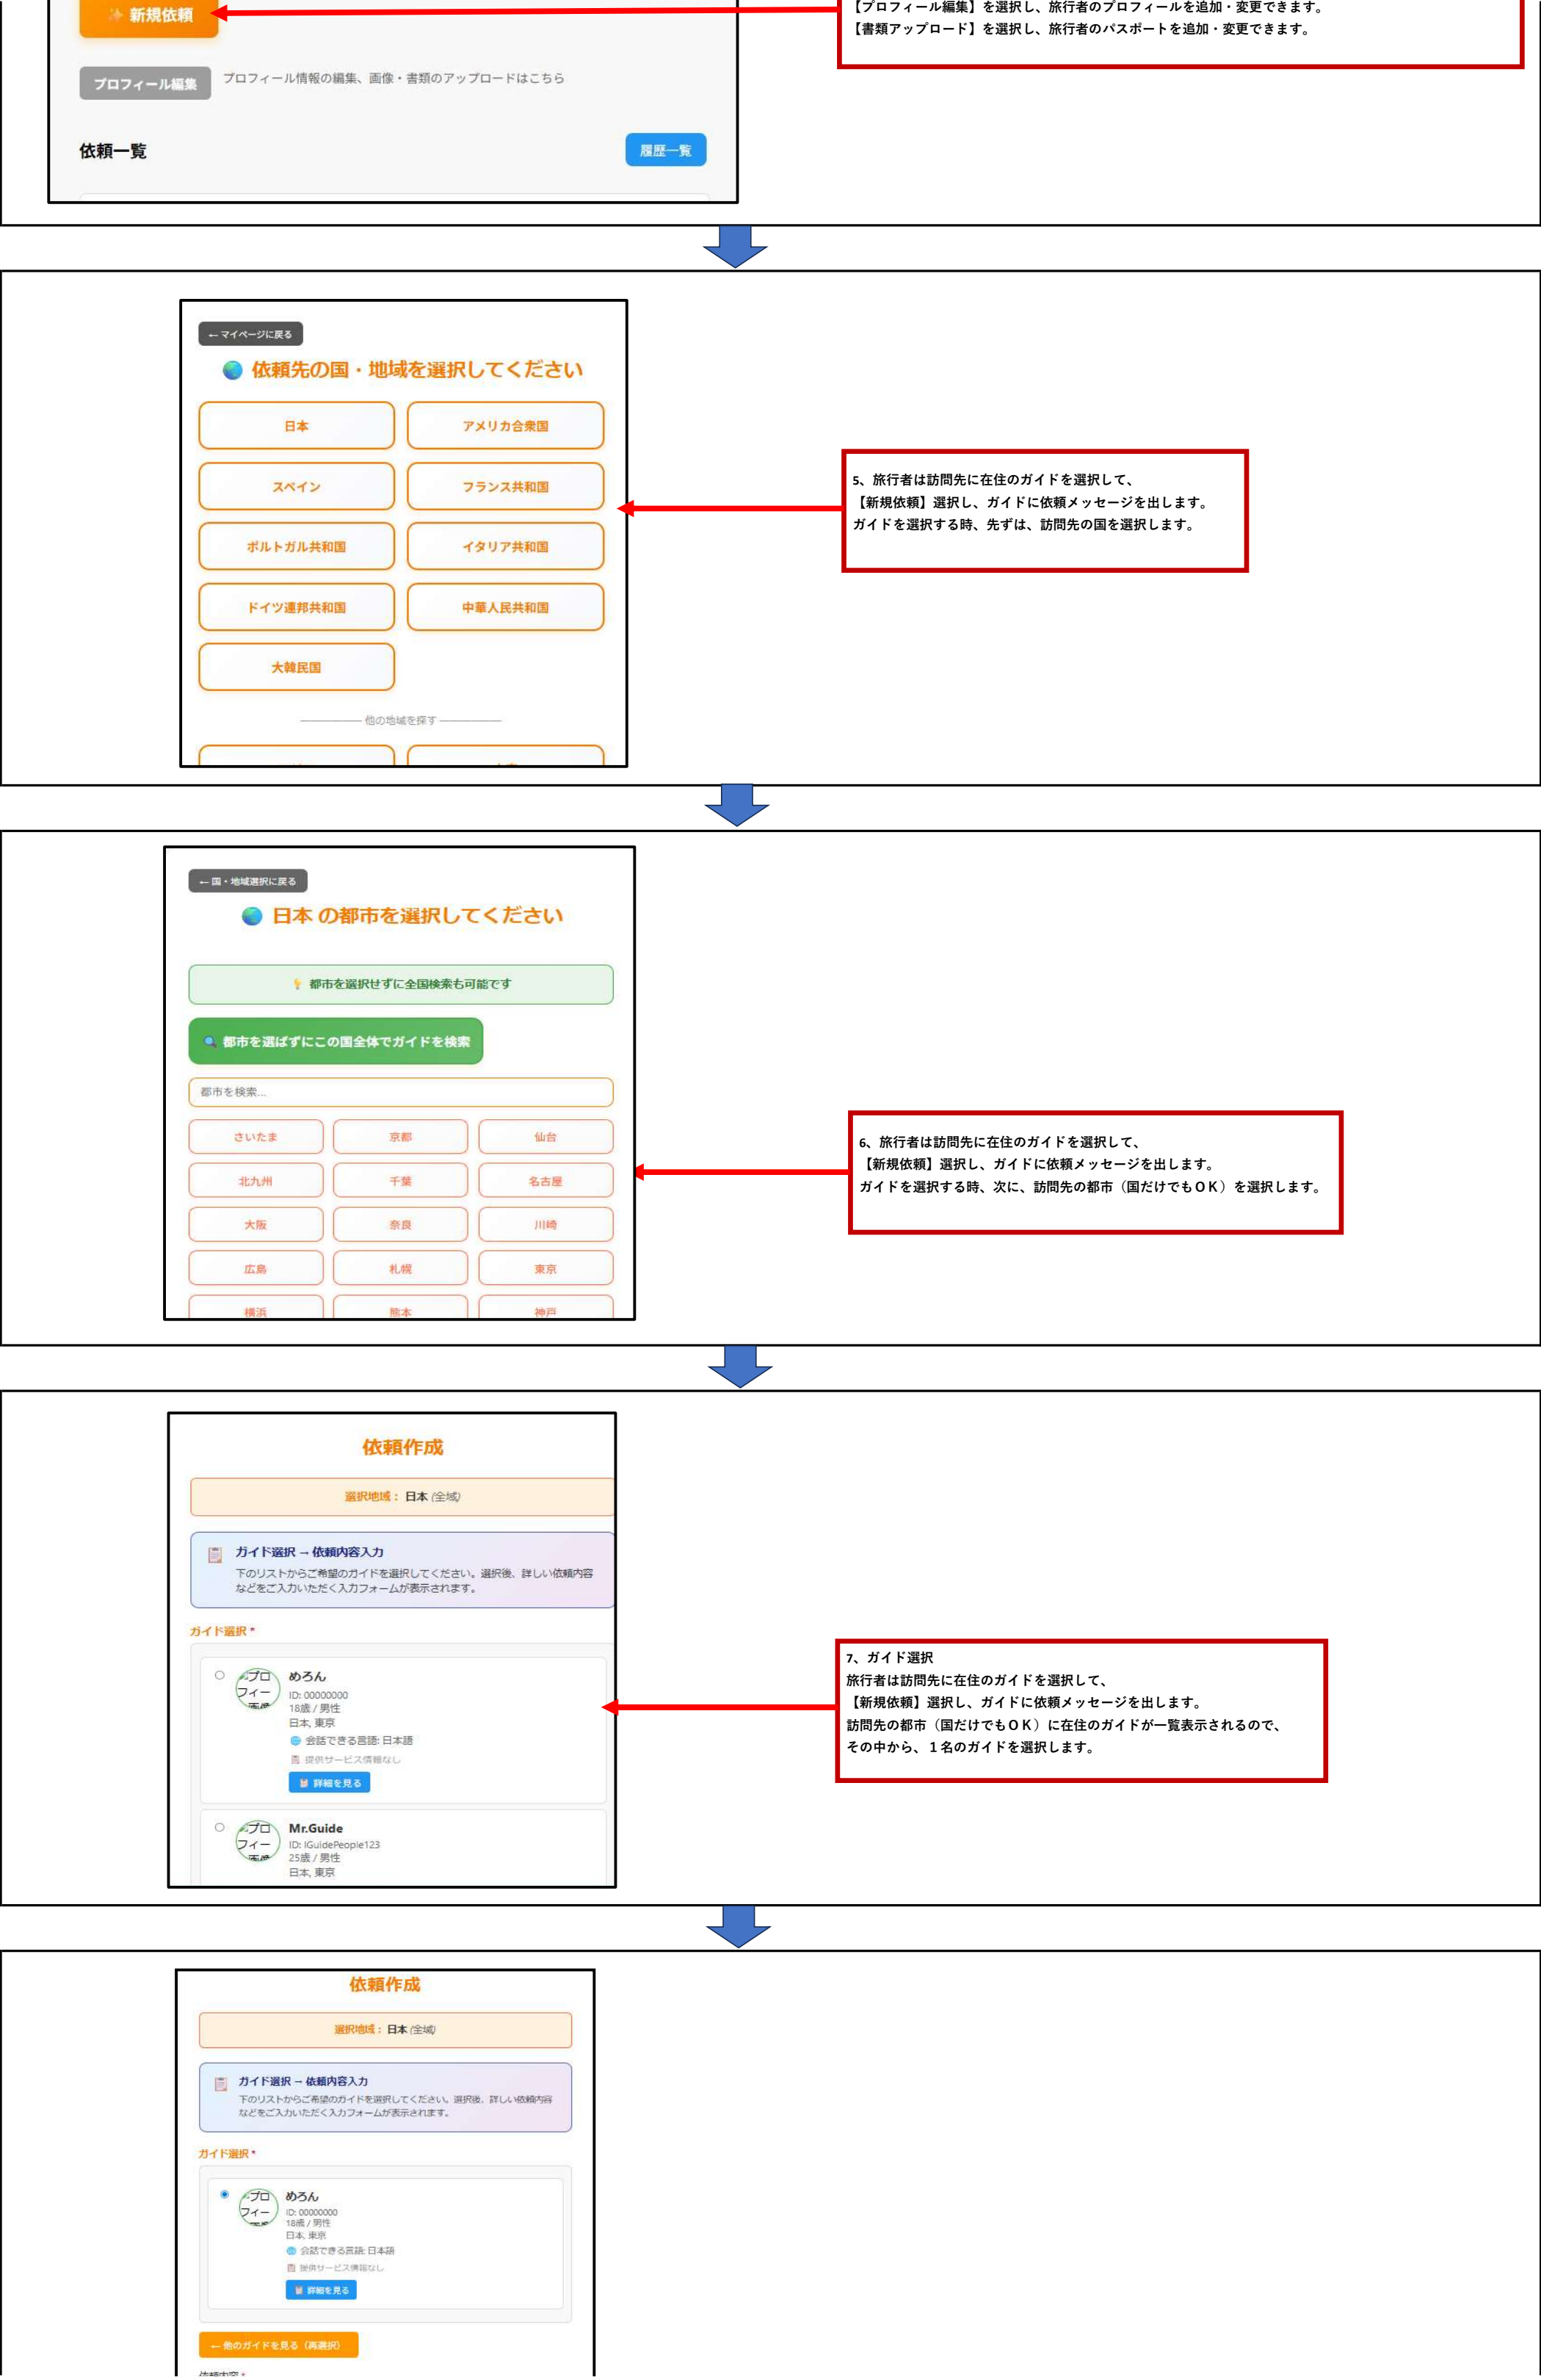 ✨ 新規依頼
【プロフィール編集】を選択し、旅行者のプロフィールを追加・変更できます。
【書類アップロード】を選択し、旅行者のパスポートを追加・変更できます。
プロフィール編集
プロフィール情報の編集、画像・書類のアップロードはこちら
依頼一覧
履歴一覧
← マイページに戻る
依頼先の国・地域を選択してください
日本
アメリカ合衆国
スペイン
フランス共和国
ポルトガル共和国
イタリア共和国
ドイツ連邦共和国
中華人民共和国
大韓民国
他の地域を探す
5、旅行者は訪問先に在住のガイドを選択して、
【新規依頼】選択し、ガイドに依頼メッセージを出します。
ガイドを選択する時、先ずは、訪問先の国を選択します。
← 国・地域選択に戻る
日本 の都市を選択してください
都市を選択せずに全国検索も可能です
都市を選ばずにこの国全体でガイドを検索
都市を検索...
さいたま
京都
仙台
北九州
千葉
名古屋
大阪
奈良
川崎
広島
札幌
東京
横浜
熊本
神戸
6、旅行者は訪問先に在住のガイドを選択して、
【新規依頼】選択し、ガイドに依頼メッセージを出します。
ガイドを選択する時、次に、訪問先の都市（国だけでもＯＫ）を選択します。
依頼作成
選択地域： 日本 (全域)
ガイド選択 → 依頼内容入力
下のリストからご希望のガイドを選択してください。選択後、詳しい依頼内容
などをご入力いただく入力フォームが表示されます。
ガイド選択 *
プロ
フィー
めろん
ID: 00000000
18歳 / 男性
日本, 東京
会話できる言語: 日本語
提供サービス情報なし
詳細を見る
プロ
フィー
Mr.Guide
ID: IGuidePeople123
25歳 / 男性
日本, 東京
7、ガイド選択
旅行者は訪問先に在住のガイドを選択して、
【新規依頼】選択し、ガイドに依頼メッセージを出します。
訪問先の都市（国だけでもＯＫ）に在住のガイドが一覧表示されるので、
その中から、１名のガイドを選択します。
依頼作成
選択地域： 日本 (全域)
ガイド選択 → 依頼内容入力
下のリストからご希望のガイドを選択してください。選択後、詳しい依頼内容
などをご入力いただく入力フォームが表示されます。
ガイド選択 *
プロ
フィー
めろん
ID: 00000000
18歳 / 男性
日本, 東京
会話できる言語: 日本語
提供サービス情報なし
詳細を見る
← 他のガイドを見る（再選択）
依頼内容 *